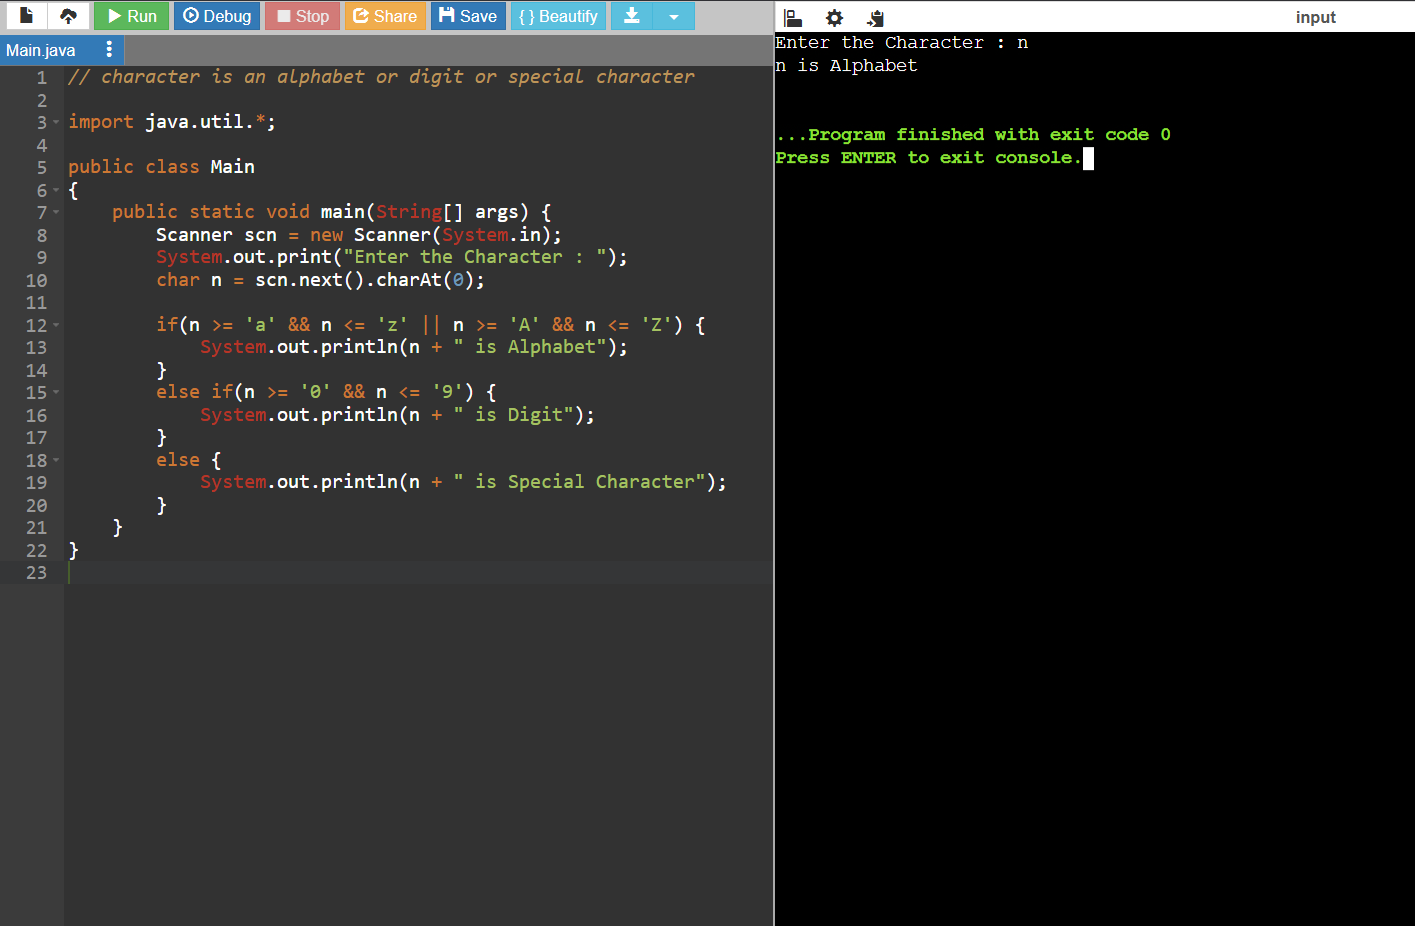 Run Debug Stop Share Save { } Beautify
Main.java
1 // character is an alphabet or digit or special character
2
3 import java.util.*;
4
5 public class Main
6 {
7     public static void main(String[] args) {
8         Scanner scn = new Scanner(System.in);
9         System.out.print("Enter the Character : ");
10         char n = scn.next().charAt(0);
11
12         if(n >= 'a' && n <= 'z' || n >= 'A' && n <= 'Z') {
13             System.out.println(n + " is Alphabet");
14         }
15         else if(n >= '0' && n <= '9') {
16             System.out.println(n + " is Digit");
17         }
18         else {
19             System.out.println(n + " is Special Character");
20         }
21     }
22 }
23
input
Enter the Character : n
n is Alphabet
...Program finished with exit code 0
Press ENTER to exit console.